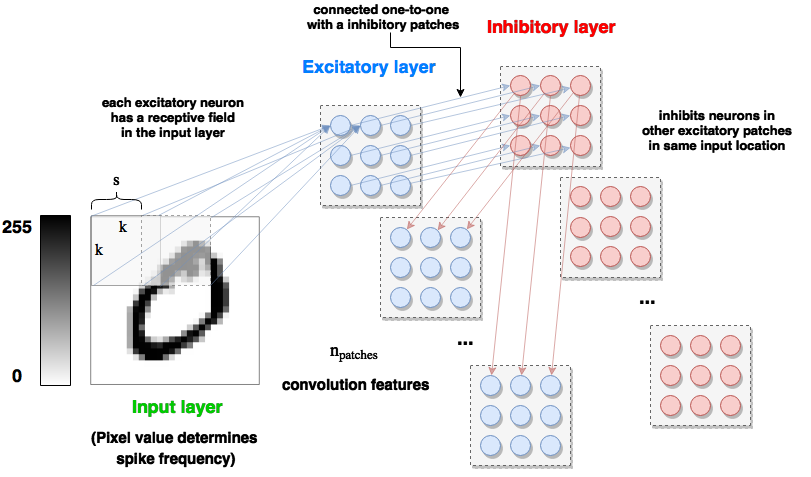 connected one-to-one
with a inhibitory patches
Inhibitory layer
Excitatory layer
each excitatory neuron
has a receptive field
in the input layer
inhibits neurons in
other excitatory patches
in same input location
s
k
k
255
0
...
...
n_patches
convolution features
Input layer
(Pixel value determines
spike frequency)